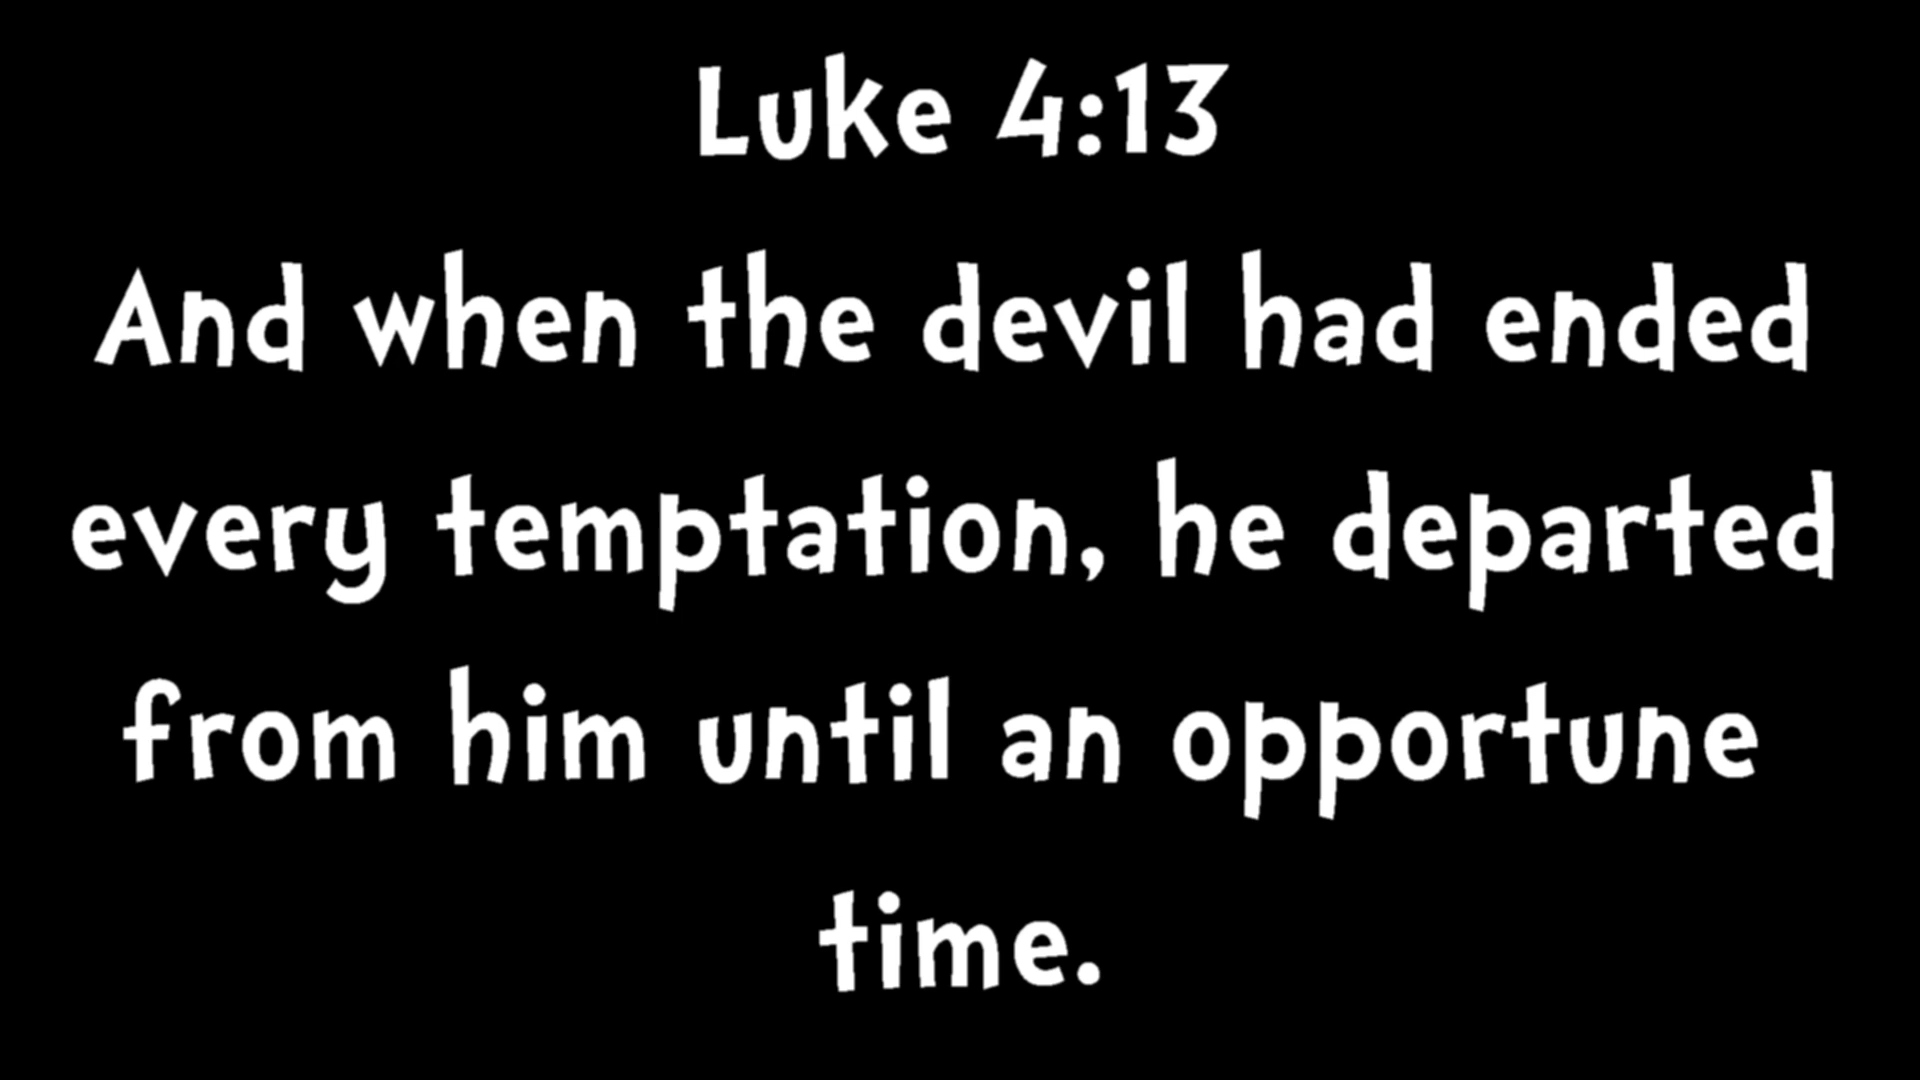 Luke 4:13
And when the devil had ended
every temptation, he departed
from him until an opportune
time.